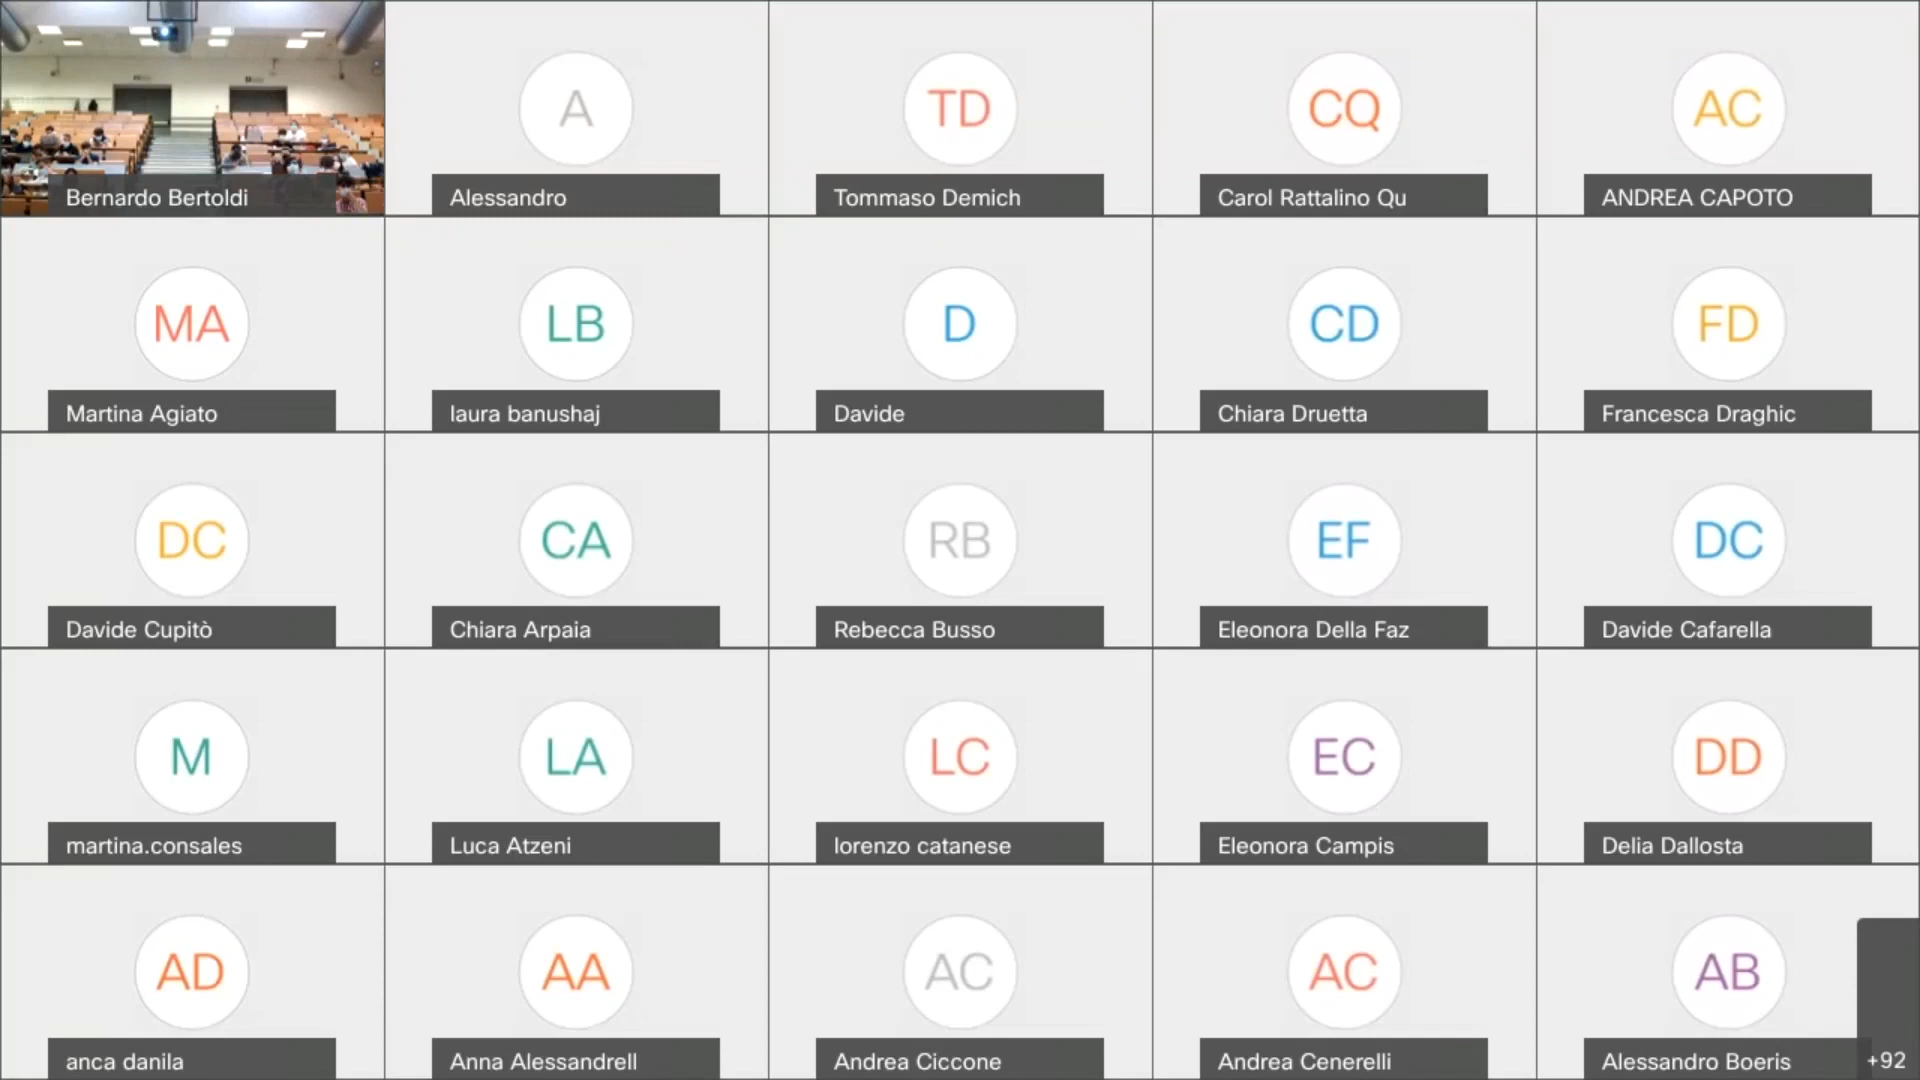 A
TD
CQ
AC
Bernardo Bertoldi
Alessandro
Tommaso Demich
Carol Rattalino Qu
ANDREA CAPOTO
MA
LB
D
CD
FD
Martina Agiato
laura banushaj
Davide
Chiara Druetta
Francesca Draghic
DC
CA
RB
EF
DC
Davide Cupitò
Chiara Arpaia
Rebecca Busso
Eleonora Della Faz
Davide Cafarella
M
LA
LC
EC
DD
martina.consales
Luca Atzeni
lorenzo catanese
Eleonora Campis
Delia Dallosta
AD
AA
AC
AC
AB
anca danila
Anna Alessandrell
Andrea Ciccone
Andrea Cenerelli
Alessandro Boeris
+92